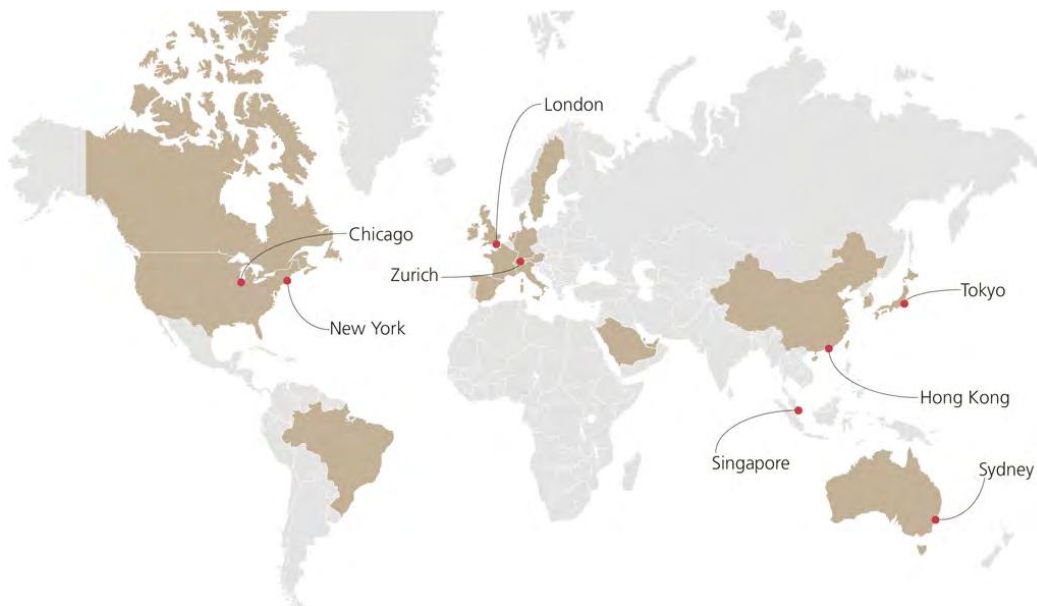 London
Chicago
Zurich
Tokyo
New York
Hong Kong
Singapore
Sydney